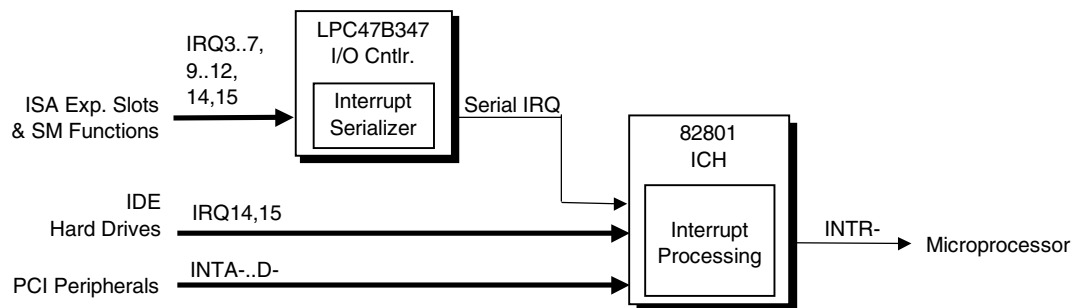 LPC47B347
I/O Cntlr.
IRQ3..7,
9..12,
14,15
ISA Exp. Slots
& SM Functions
Interrupt
Serializer
Serial IRQ
82801
ICH
IDE
Hard Drives
IRQ14,15
Interrupt
Processing
INTR-
Microprocessor
PCI Peripherals
INTA-..D-